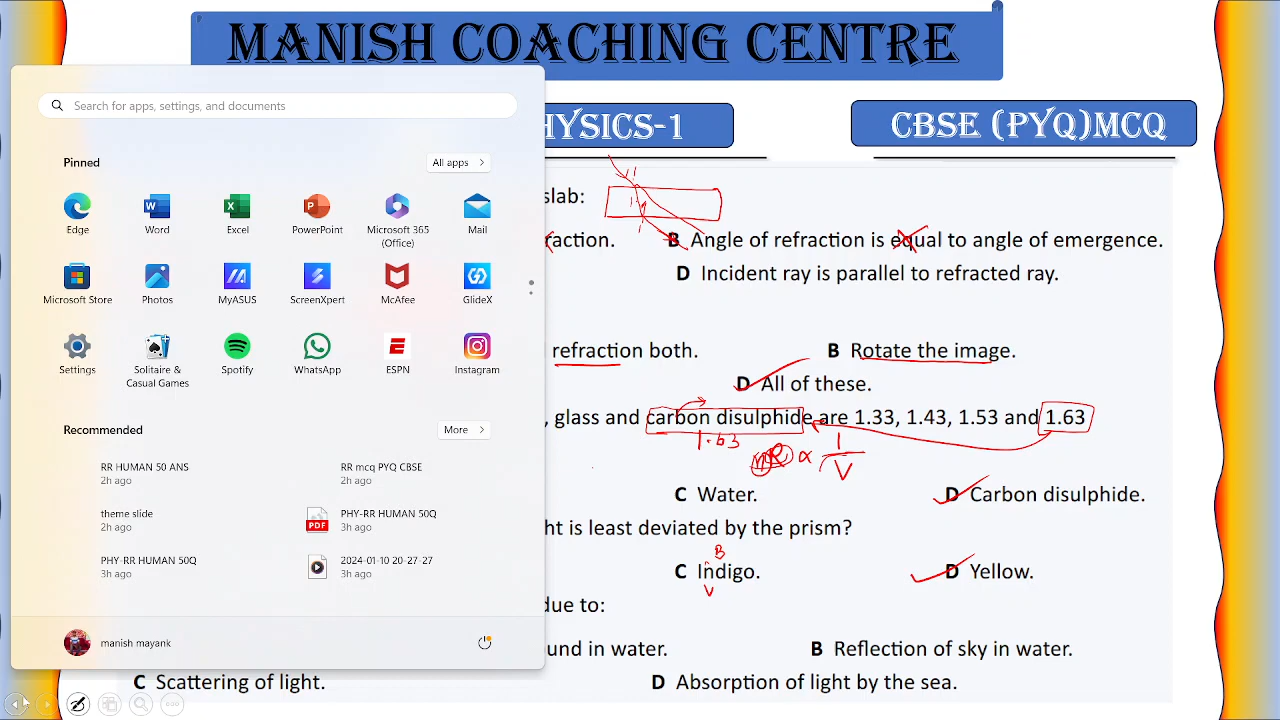 MANISH COACHING CENTRE
Search for apps, settings, and documents
HYSICS-1
CBSE (PYQ)MCQ
Pinned
All apps
slab:
Edge
Word
Excel
PowerPoint
Microsoft 365 (Office)
Mail
raction.
B Angle of refraction is equal to angle of emergence.
D Incident ray is parallel to refracted ray.
Microsoft Store
Photos
MyASUS
ScreenXpert
McAfee
GlideX
refraction both.
B Rotate the image.
Settings
Solitaire & Casual Games
Spotify
WhatsApp
ESPN
Instagram
D All of these.
, glass and carbon disulphide are 1.33, 1.43, 1.53 and 1.63
1.63
∝ 1/V
Recommended
More
RR HUMAN 50 ANS
2h ago
RR mcq PYQ CBSE
2h ago
C Water.
D Carbon disulphide.
theme slide
2h ago
PDF
PHY-RR HUMAN 50Q
3h ago
ht is least deviated by the prism?
B
PHY-RR HUMAN 50Q
3h ago
2024-01-10 20-27-27
3h ago
C Indigo.
D Yellow.
V
due to:
manish mayank
und in water.
B Reflection of sky in water.
C Scattering of light.
D Absorption of light by the sea.